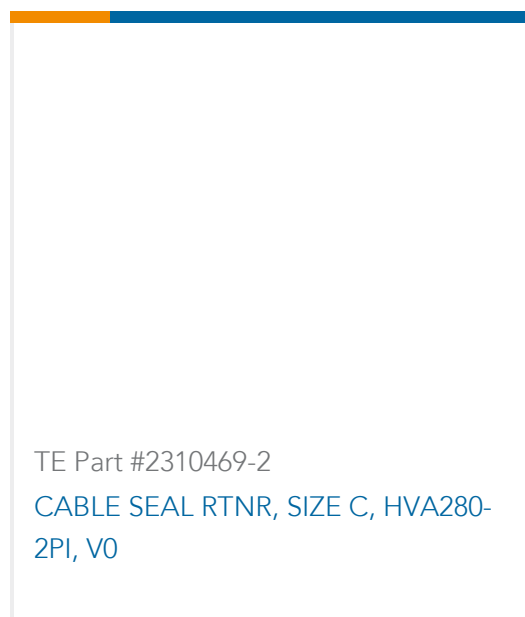 TE Part #2310469-2
CABLE SEAL RTNR, SIZE C, HVA280-
2PI, V0